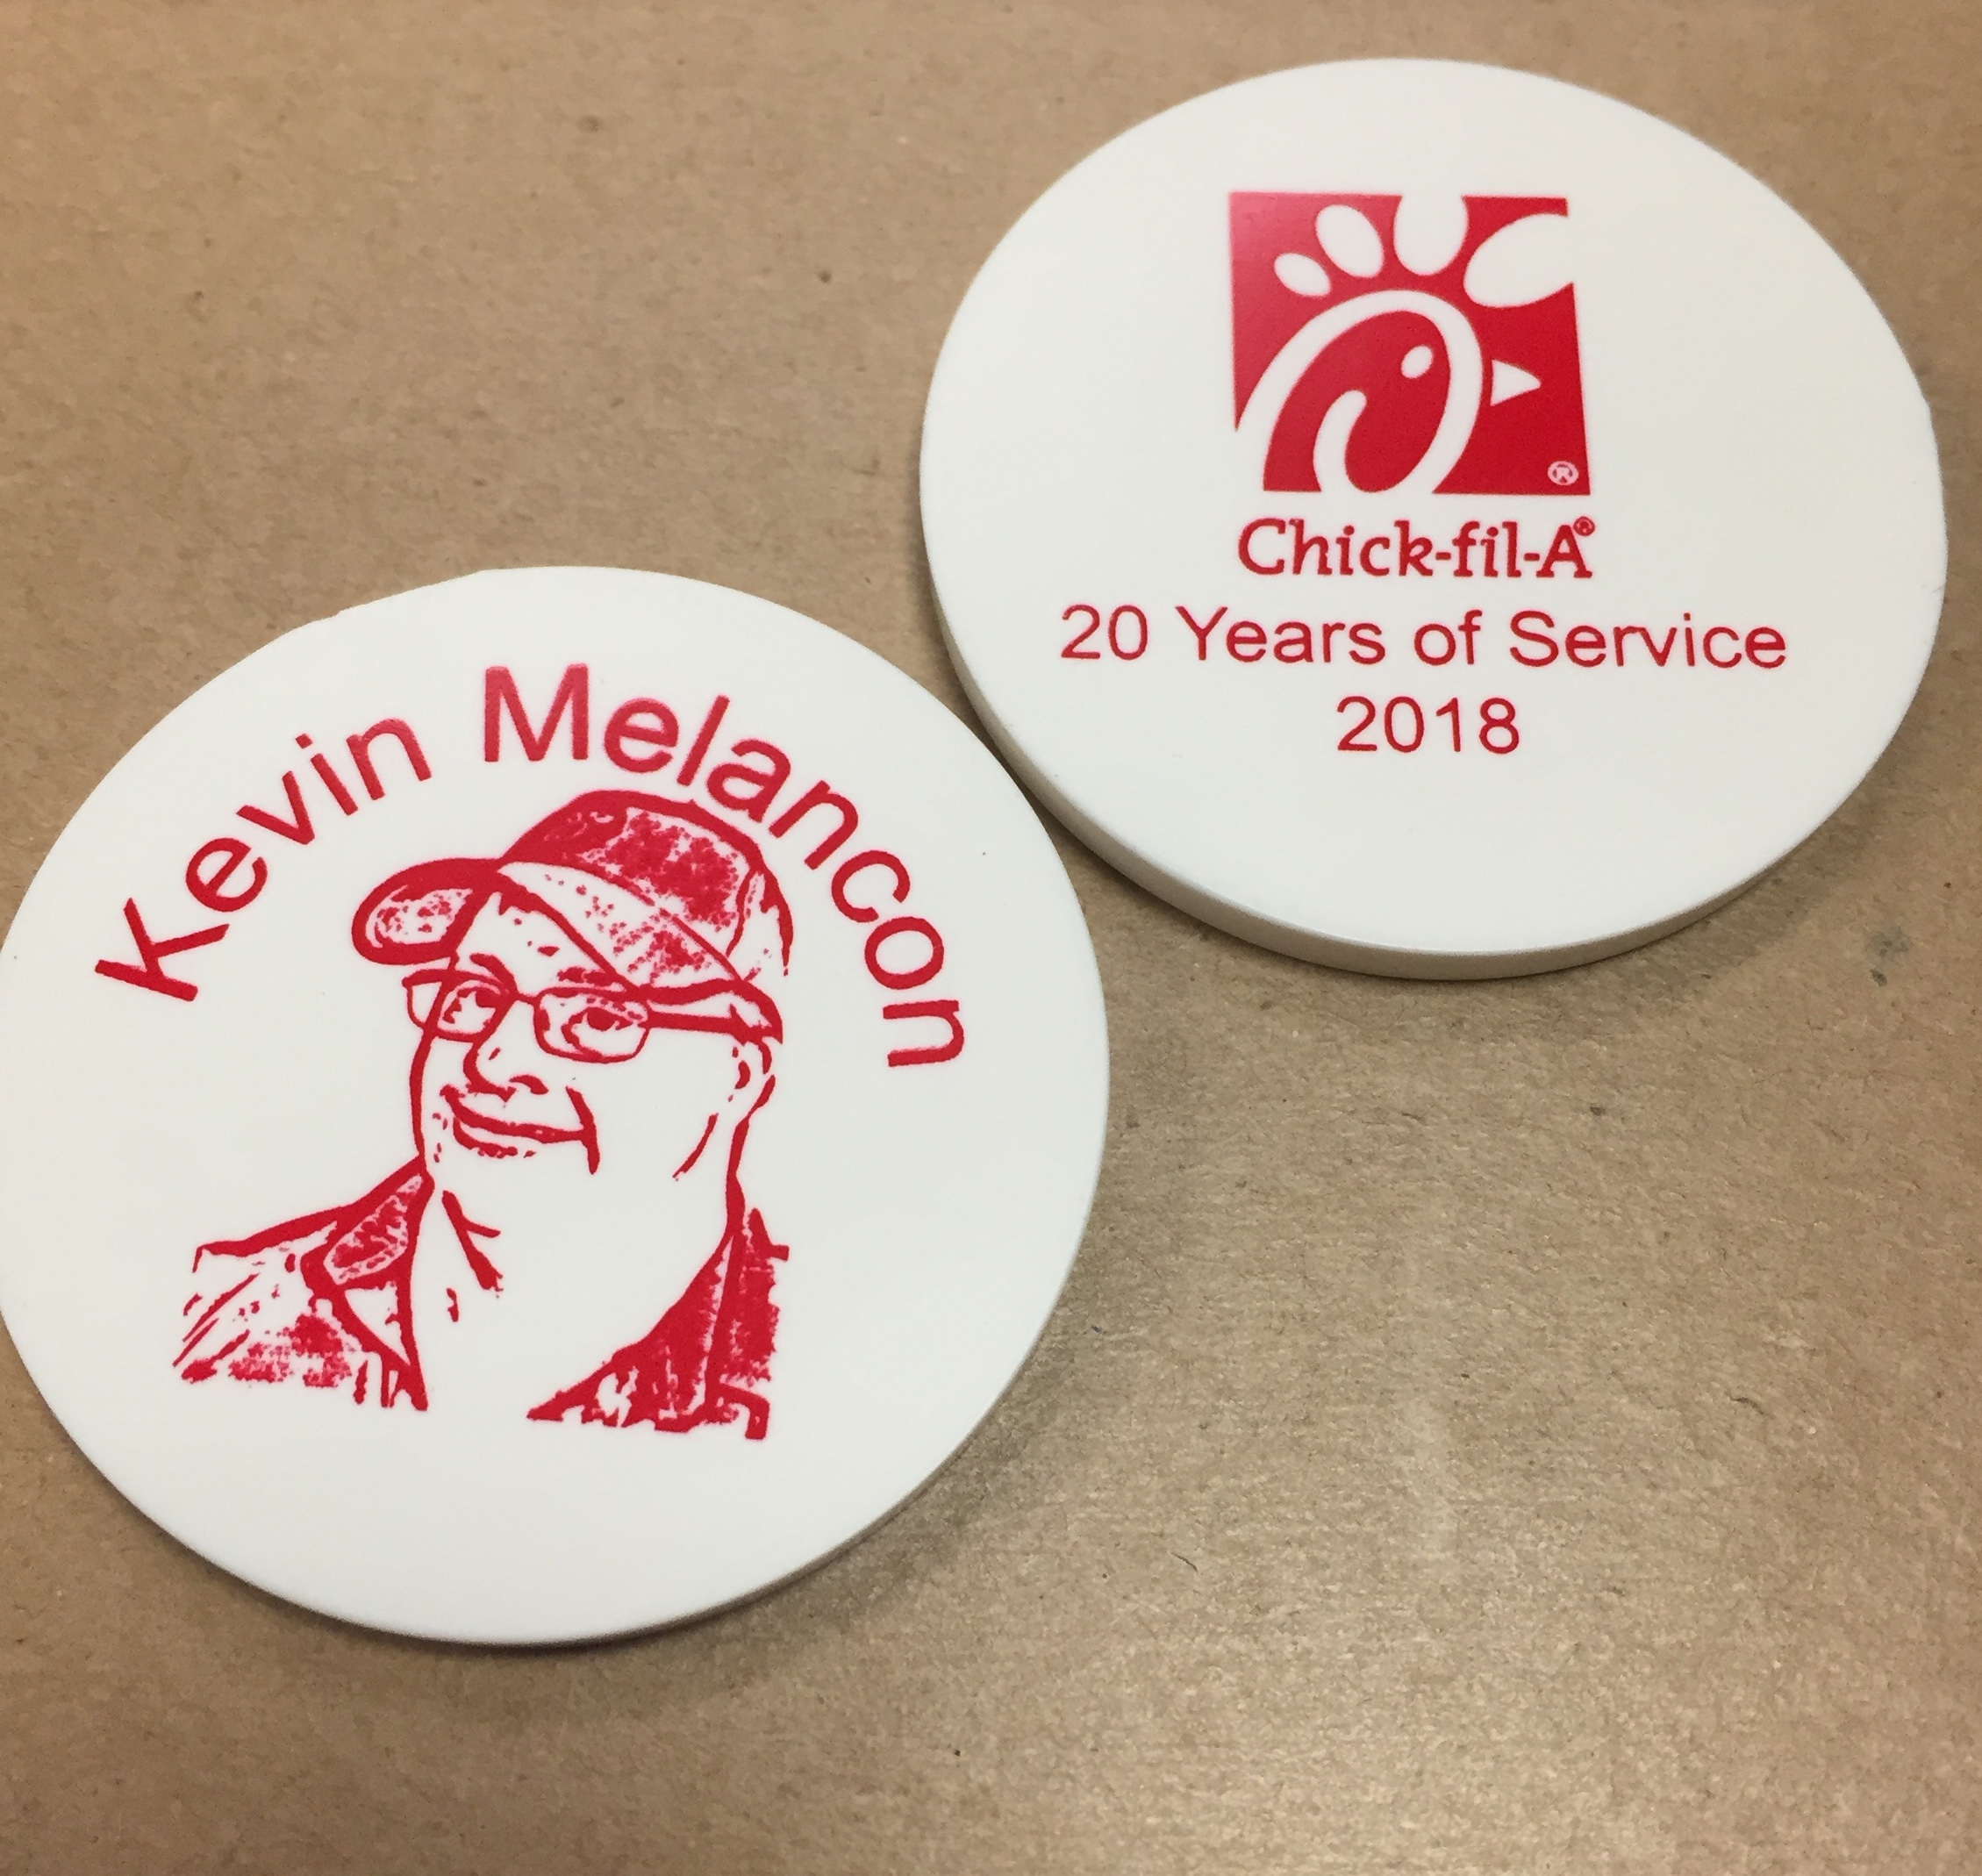 Kevin Melancon
®
Chick-fil-A®
20 Years of Service
2018